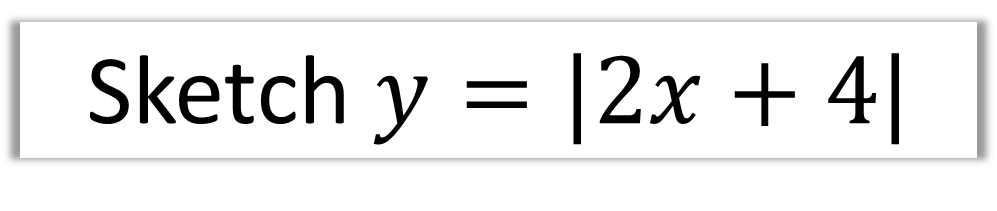 Sketch y = |2x + 4|